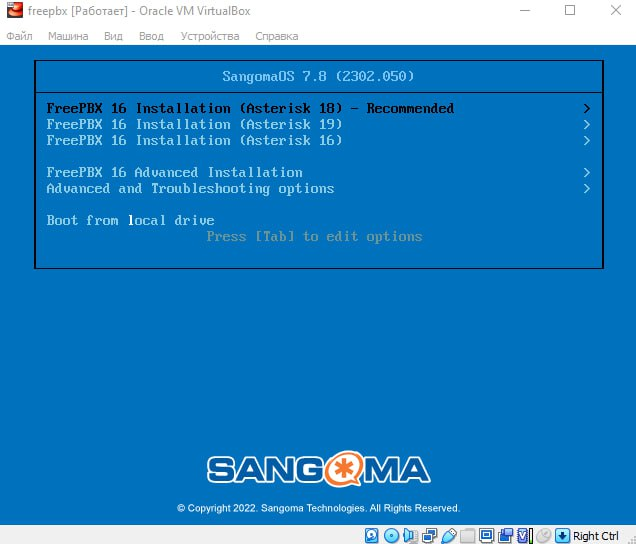 freepbx [Работает] - Oracle VM VirtualBox
Файл Машина Вид Ввод Устройства Справка
SangomaOS 7.8 (2302.050)
FreePBX 16 Installation (Asterisk 18) - Recommended >
FreePBX 16 Installation (Asterisk 19) >
FreePBX 16 Installation (Asterisk 16) >
FreePBX 16 Advanced Installation >
Advanced and Troubleshooting options >
Boot from local drive
Press [Tab] to edit options
SANGOMA
© Copyright 2022. Sangoma Technologies. All Rights Reserved.
Right Ctrl